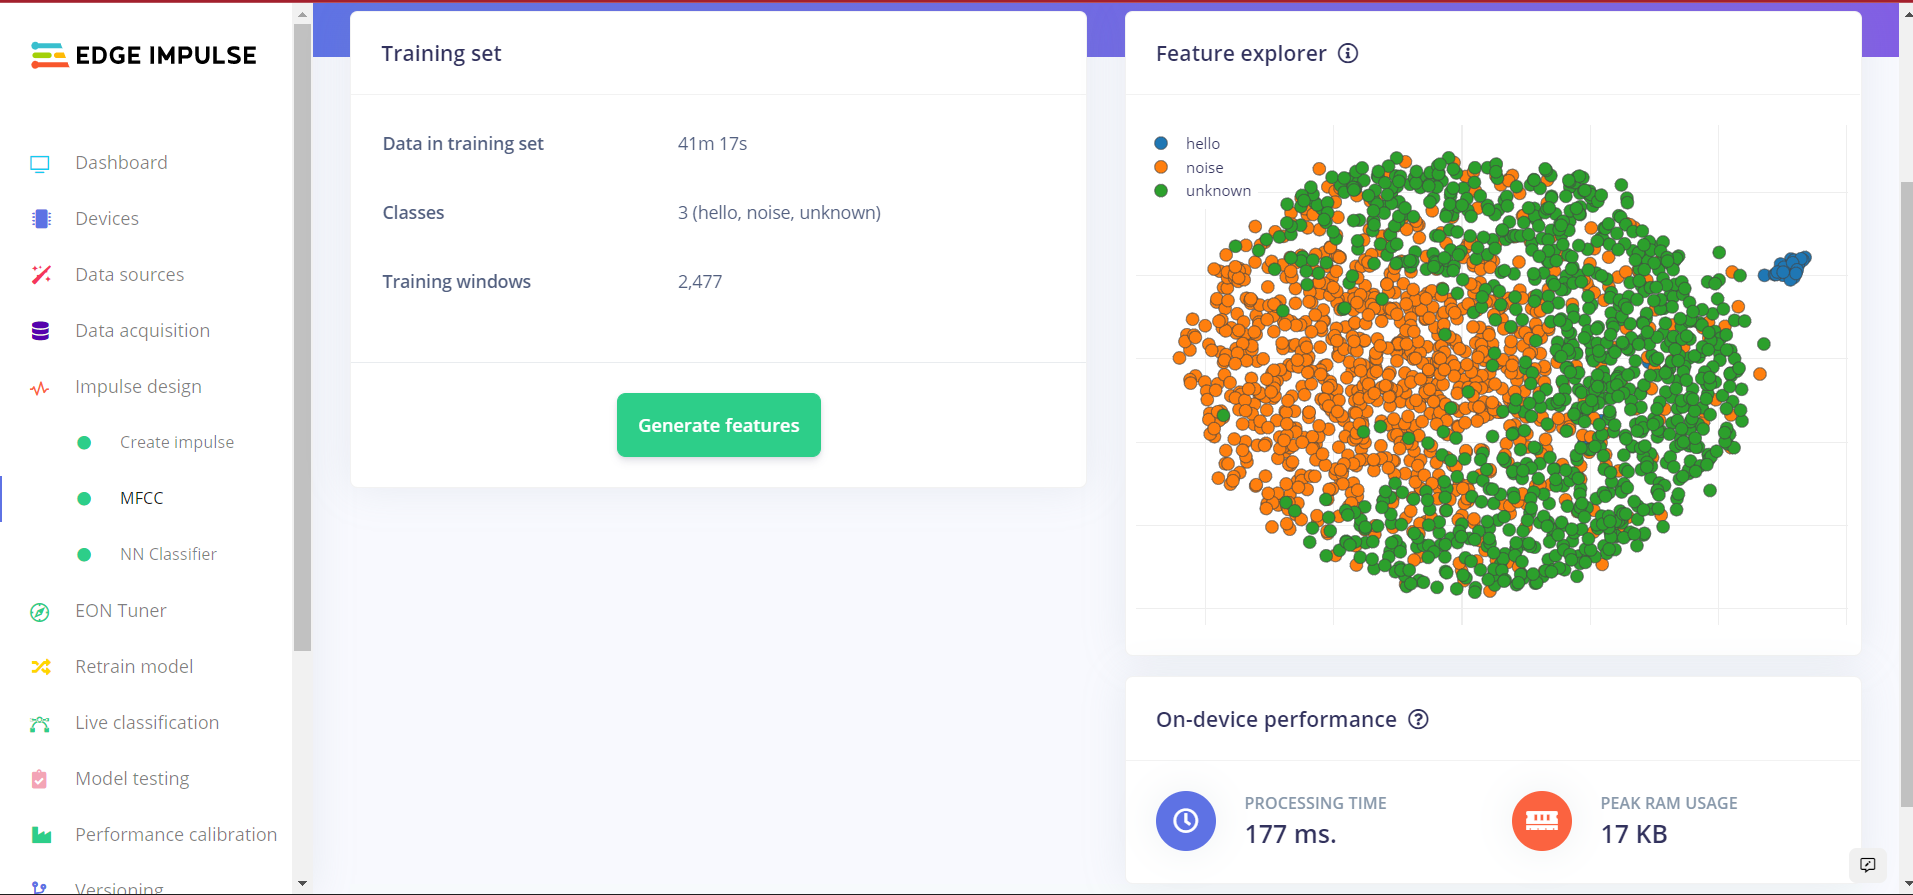 EDGE IMPULSE
Dashboard
Devices
Data sources
Data acquisition
Impulse design
Create impulse
MFCC
NN Classifier
EON Tuner
Retrain model
Live classification
Model testing
Performance calibration
Versioning
Training set
Data in training set 41m 17s
Classes 3 (hello, noise, unknown)
Training windows 2,477
Generate features
Feature explorer
hello
noise
unknown
On-device performance
PROCESSING TIME
177 ms.
PEAK RAM USAGE
17 KB